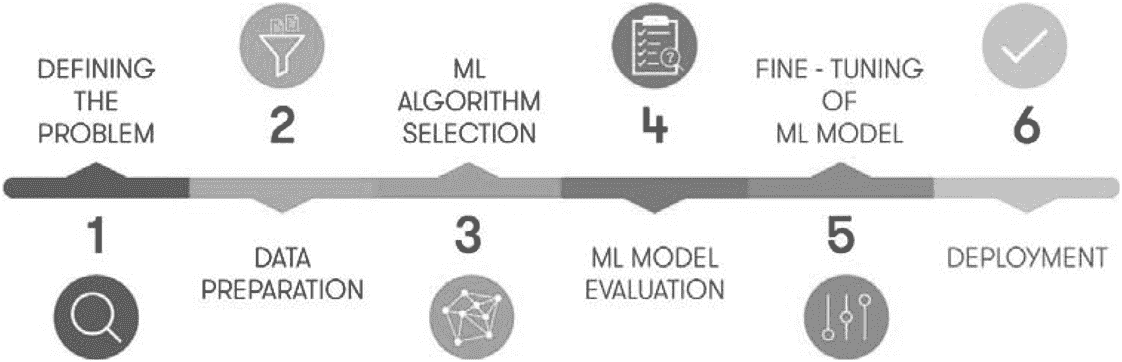 DEFINING
THE
PROBLEM
1
2
DATA
PREPARATION
ML
ALGORITHM
SELECTION
3
4
ML MODEL
EVALUATION
FINE - TUNING
OF
ML MODEL
5
6
DEPLOYMENT